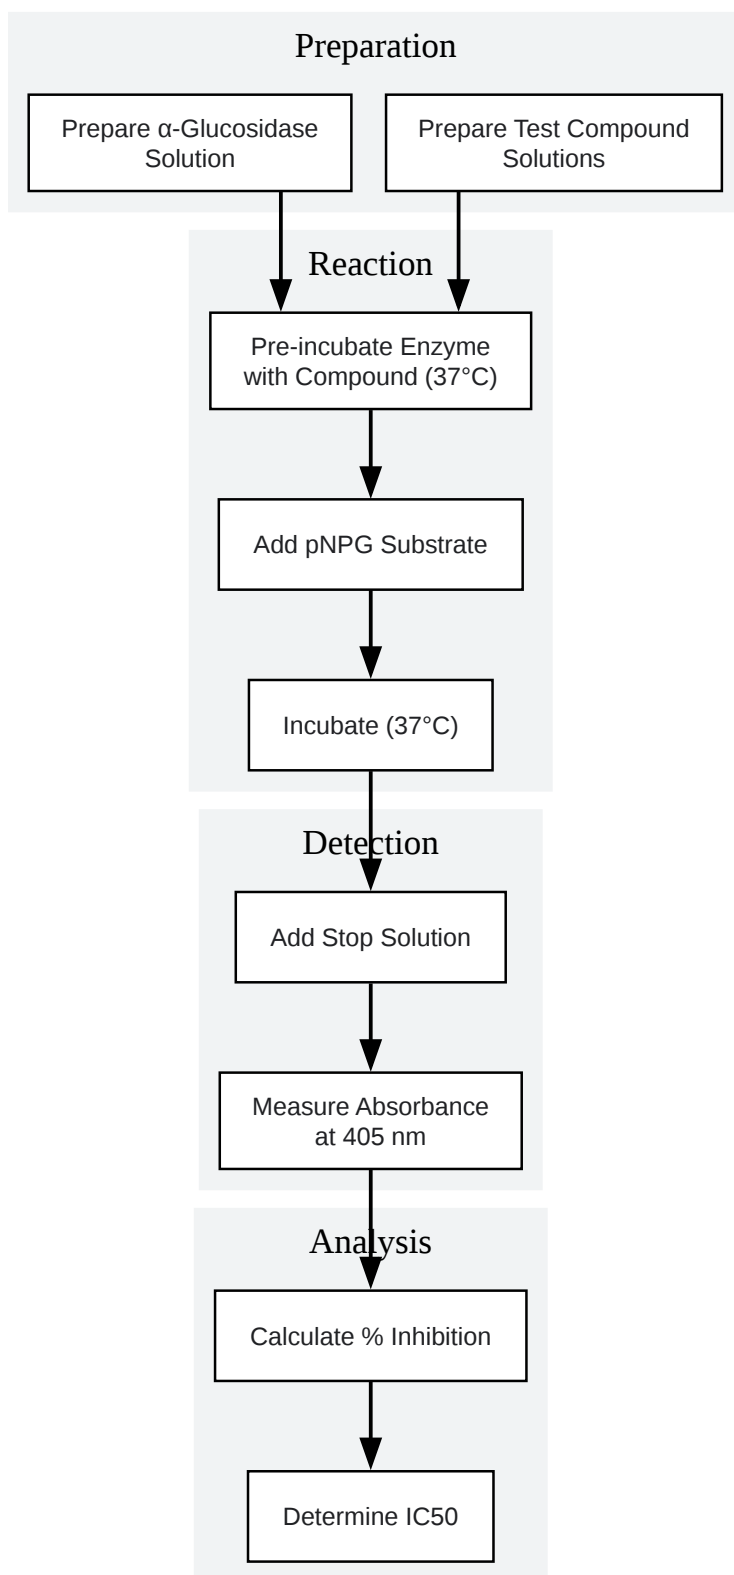 Preparation
Prepare α-Glucosidase
Solution
Prepare Test Compound
Solutions
Reaction
Pre-incubate Enzyme
with Compound (37°C)
Add pNPG Substrate
Incubate (37°C)
Detection
Add Stop Solution
Measure Absorbance
at 405 nm
Analysis
Calculate % Inhibition
Determine IC50